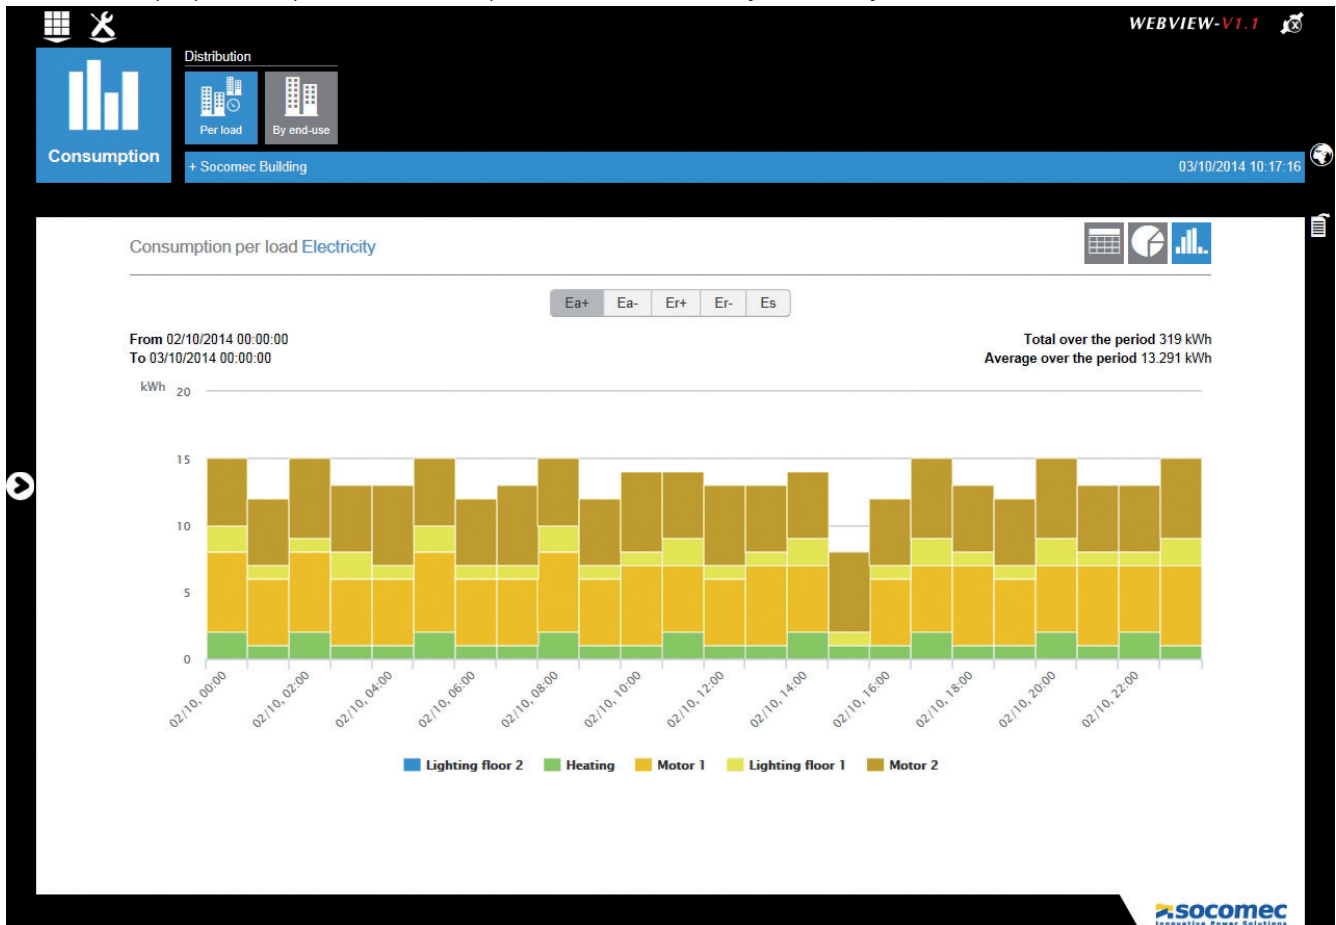 WEBVIEW-V1.1
Distribution
Per load
By end-use
Consumption
+ Socomec Building
03/10/2014 10:17:16
Consumption per load Electricity
Ea+ Ea- Er+ Er- Es
From 02/10/2014 00:00:00
To 03/10/2014 00:00:00
Total over the period 319 kWh
Average over the period 13.291 kWh
kWh
20
15
10
5
0
02/10, 00:00
02/10, 02:00
02/10, 04:00
02/10, 06:00
02/10, 08:00
02/10, 10:00
02/10, 12:00
02/10, 14:00
02/10, 16:00
02/10, 18:00
02/10, 20:00
02/10, 22:00
Lighting floor 2 Heating Motor 1 Lighting floor 1 Motor 2
socomec
Innovative Power Solutions